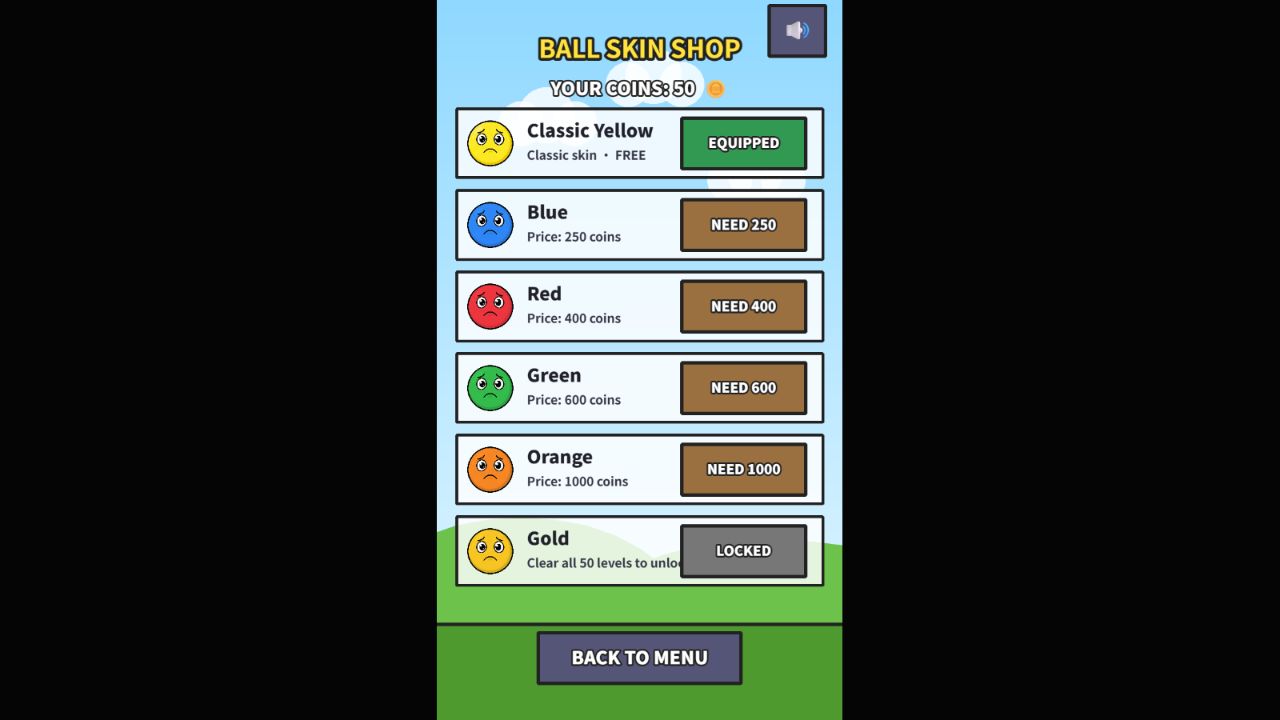 BALL SKIN SHOP
YOUR COINS: 50
Classic Yellow
Classic skin • FREE
EQUIPPED
Blue
Price: 250 coins
NEED 250
Red
Price: 400 coins
NEED 400
Green
Price: 600 coins
NEED 600
Orange
Price: 1000 coins
NEED 1000
Gold
Clear all 50 levels to unloc
LOCKED
BACK TO MENU